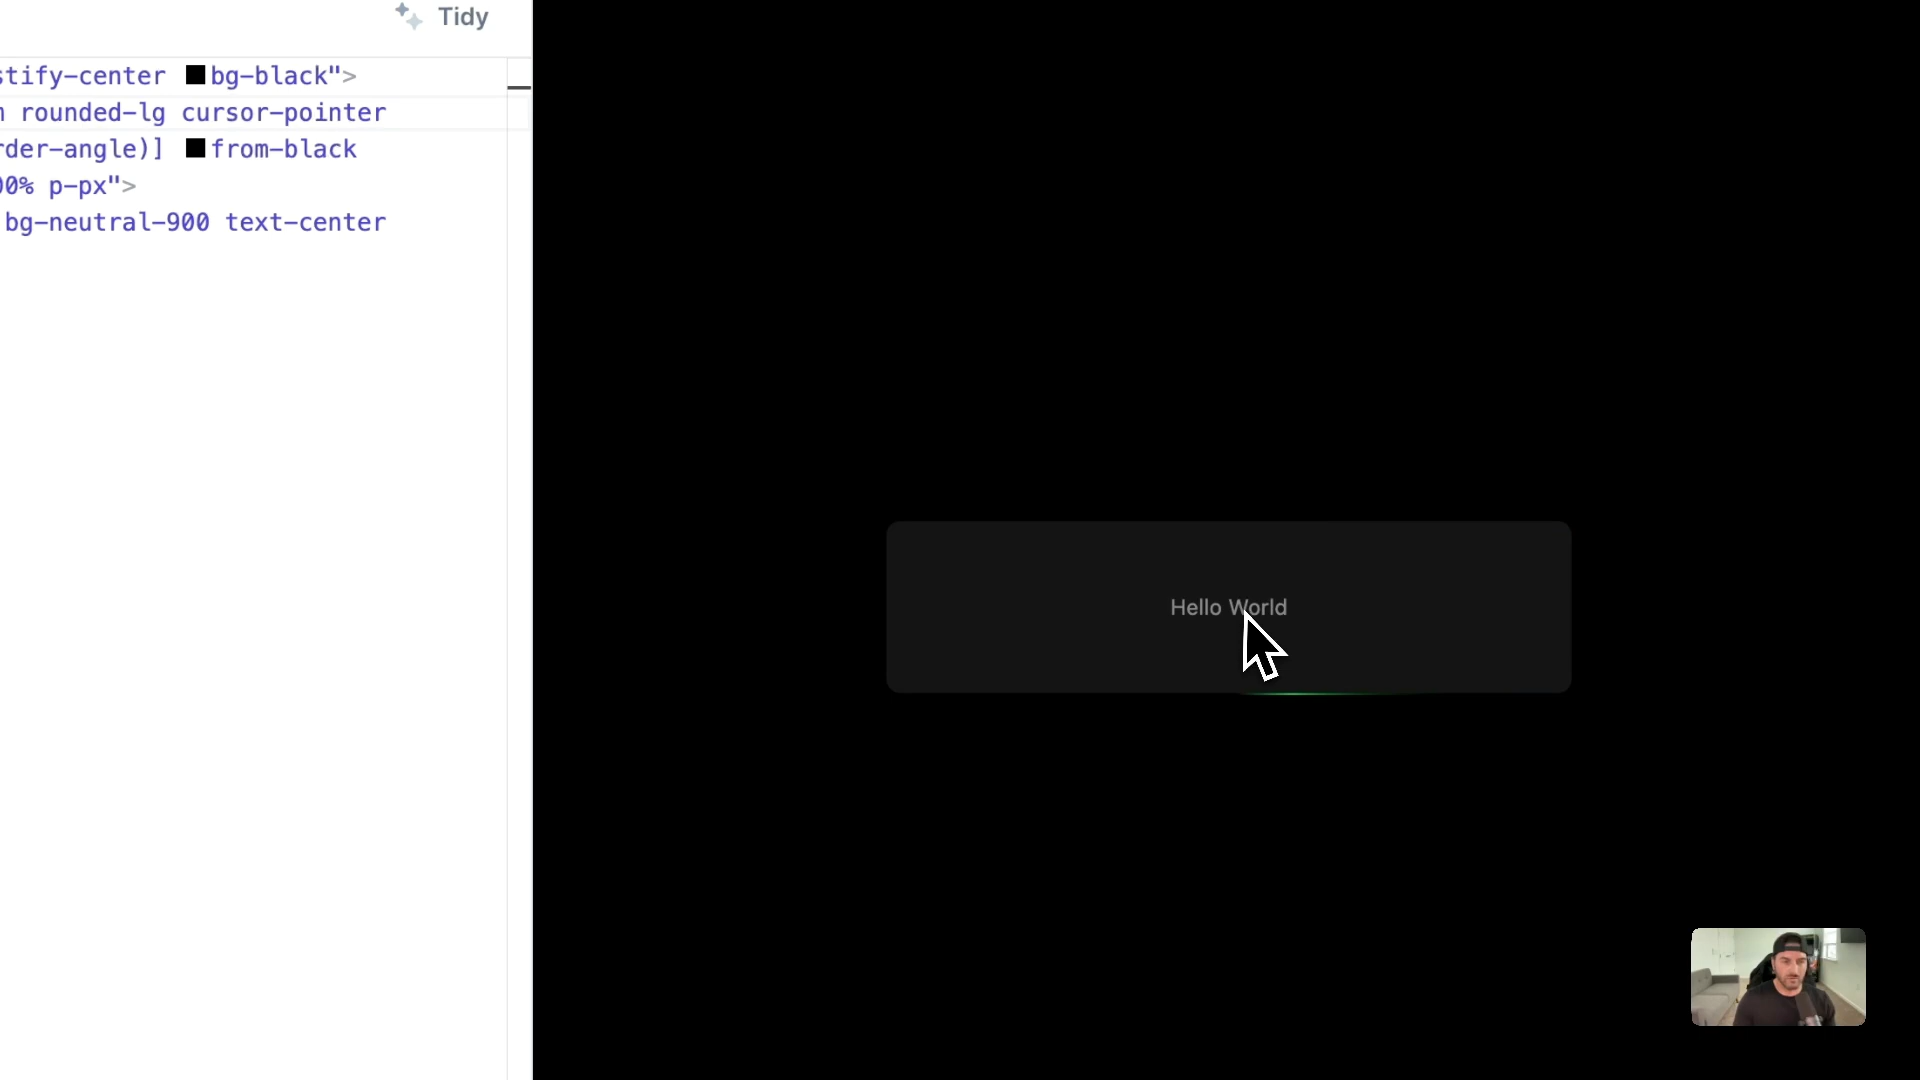 Tidy
stify-center bg-black">
rounded-lg cursor-pointer
rder-angle)] from-black
00% p-px">
bg-neutral-900 text-center
Hello World